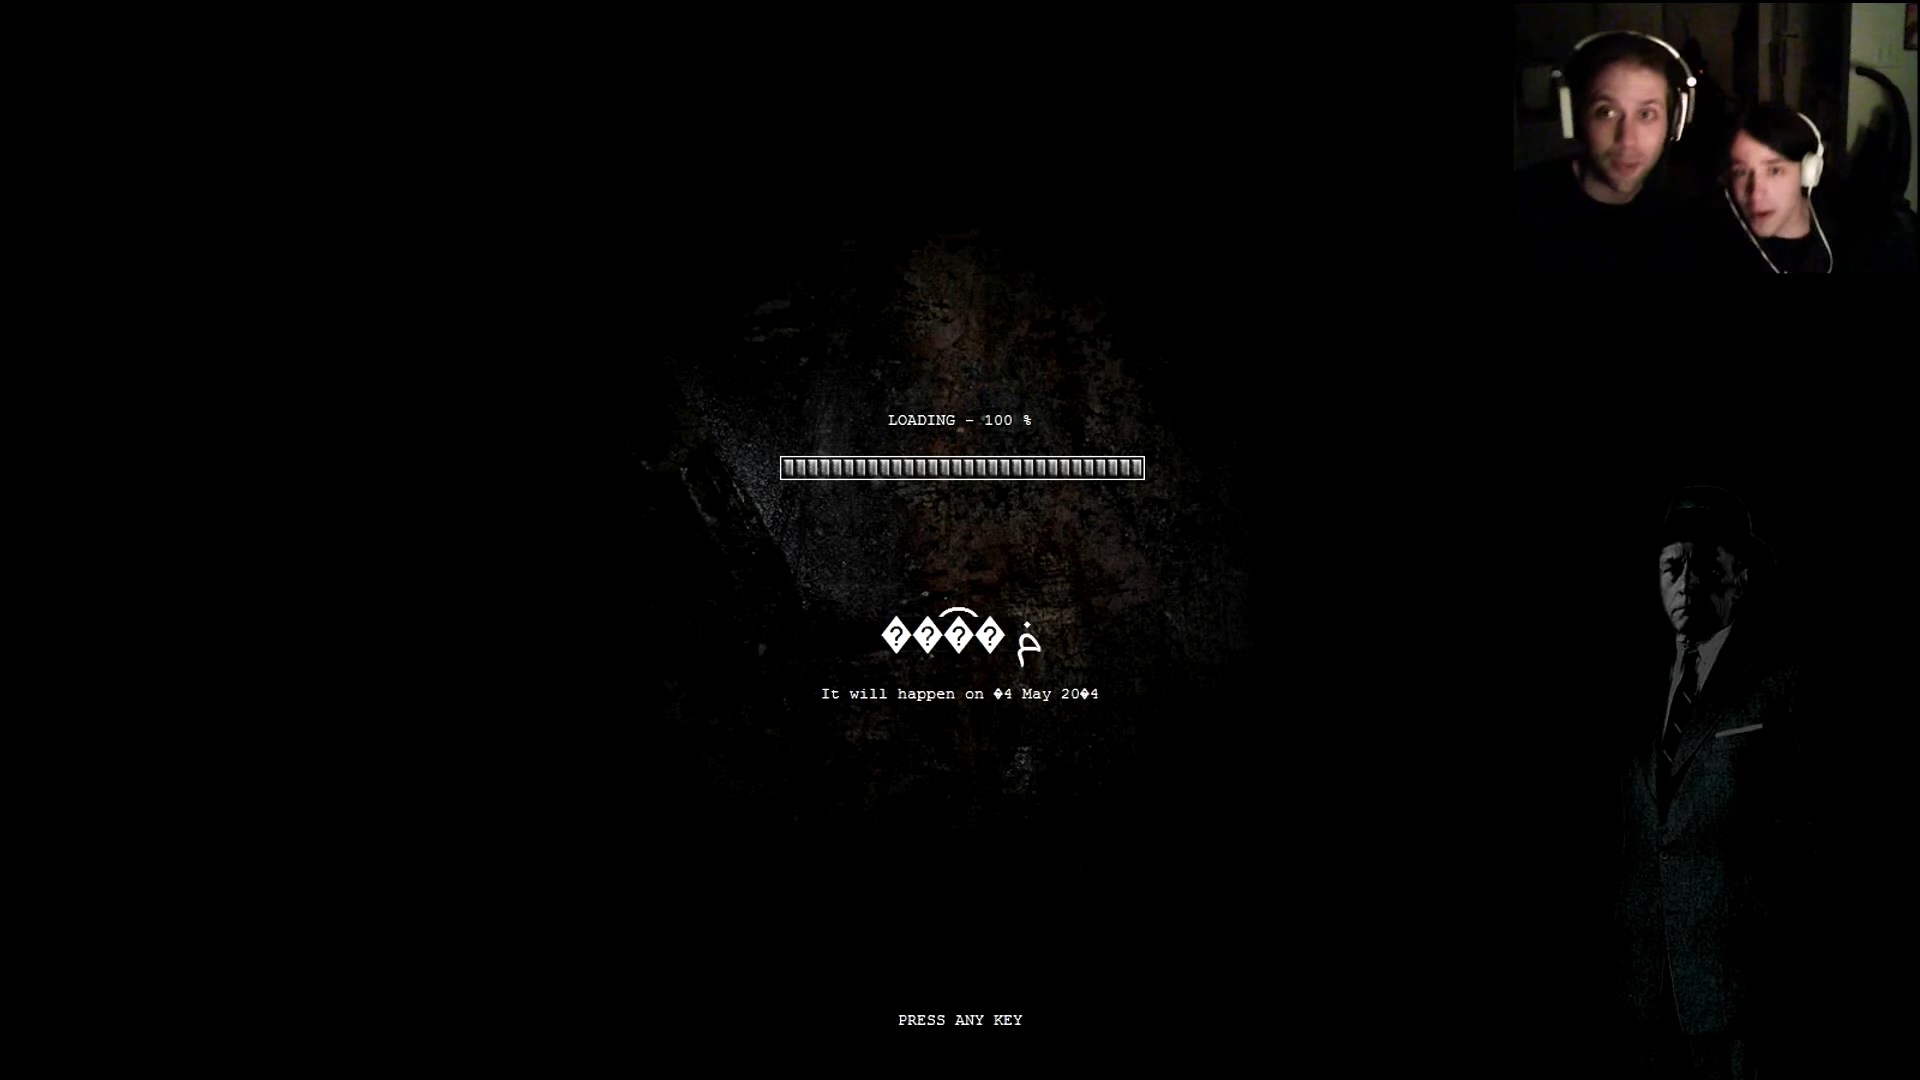 LOADING - 100 %
It will happen on �4 May 20�4
PRESS ANY KEY